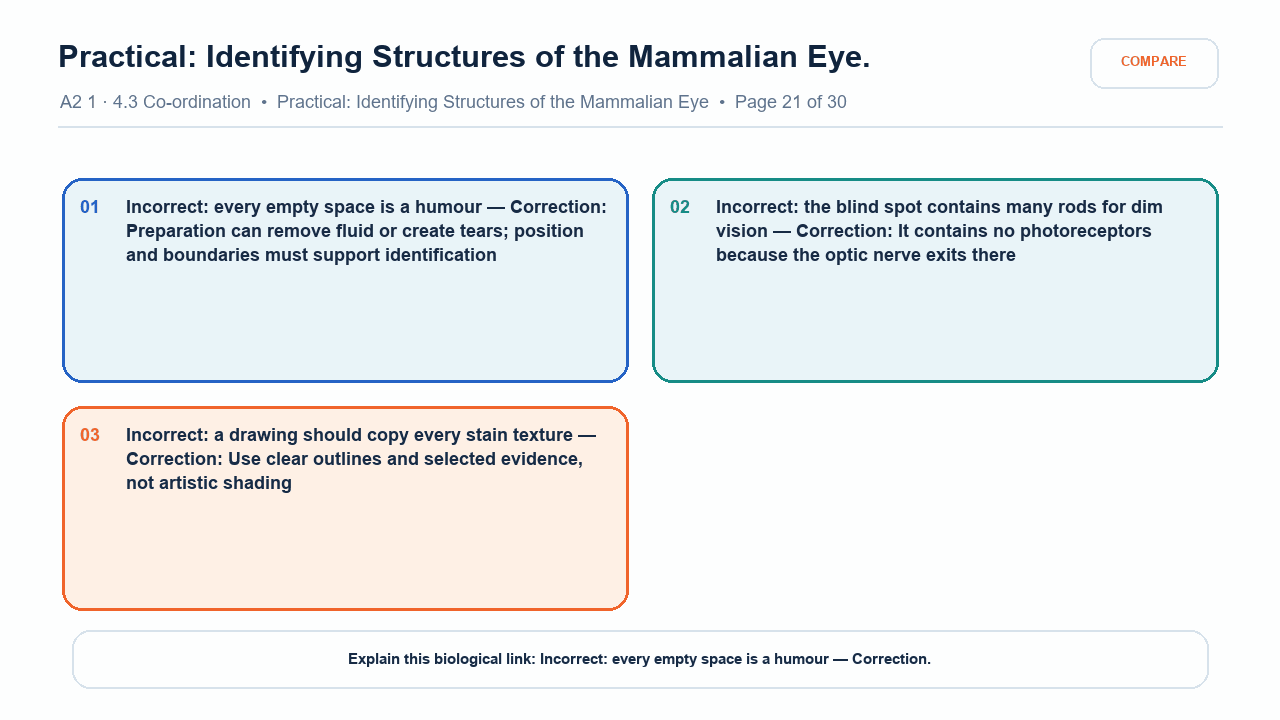 Practical: Identifying Structures of the Mammalian Eye.
COMPARE
A2 1 · 4.3 Co-ordination • Practical: Identifying Structures of the Mammalian Eye • Page 21 of 30
01
Incorrect: every empty space is a humour — Correction:
Preparation can remove fluid or create tears; position
and boundaries must support identification
02
Incorrect: the blind spot contains many rods for dim
vision — Correction: It contains no photoreceptors
because the optic nerve exits there
03
Incorrect: a drawing should copy every stain texture —
Correction: Use clear outlines and selected evidence,
not artistic shading
Explain this biological link: Incorrect: every empty space is a humour — Correction.